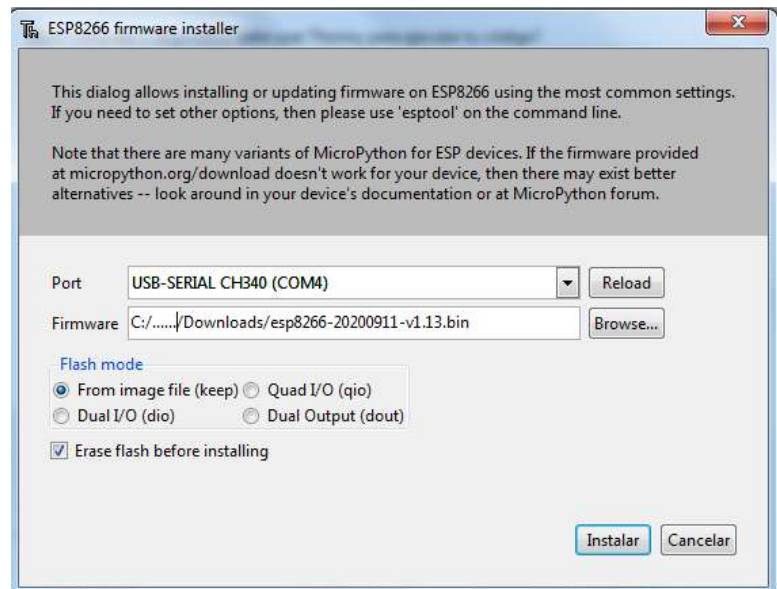 ESP8266 firmware installer
This dialog allows installing or updating firmware on ESP8266 using the most common settings.
If you need to set other options, then please use 'esptool' on the command line.
Note that there are many variants of MicroPython for ESP devices. If the firmware provided
at micropython.org/download doesn't work for your device, then there may exist better
alternatives -- look around in your device's documentation or at MicroPython forum.
Port USB-SERIAL CH340 (COM4) Reload
Firmware C:/....../Downloads/esp8266-20200911-v1.13.bin Browse...
Flash mode
From image file (keep) Quad I/O (qio)
Dual I/O (dio) Dual Output (dout)
Erase flash before installing
Instalar Cancelar